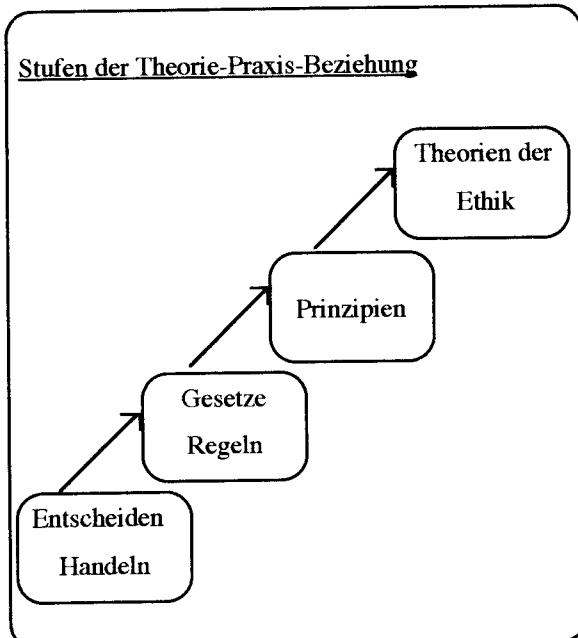 Stufen der Theorie-Praxis-Beziehung
Theorien der
Ethik
Prinzipien
Gesetze
Regeln
Entscheiden
Handeln